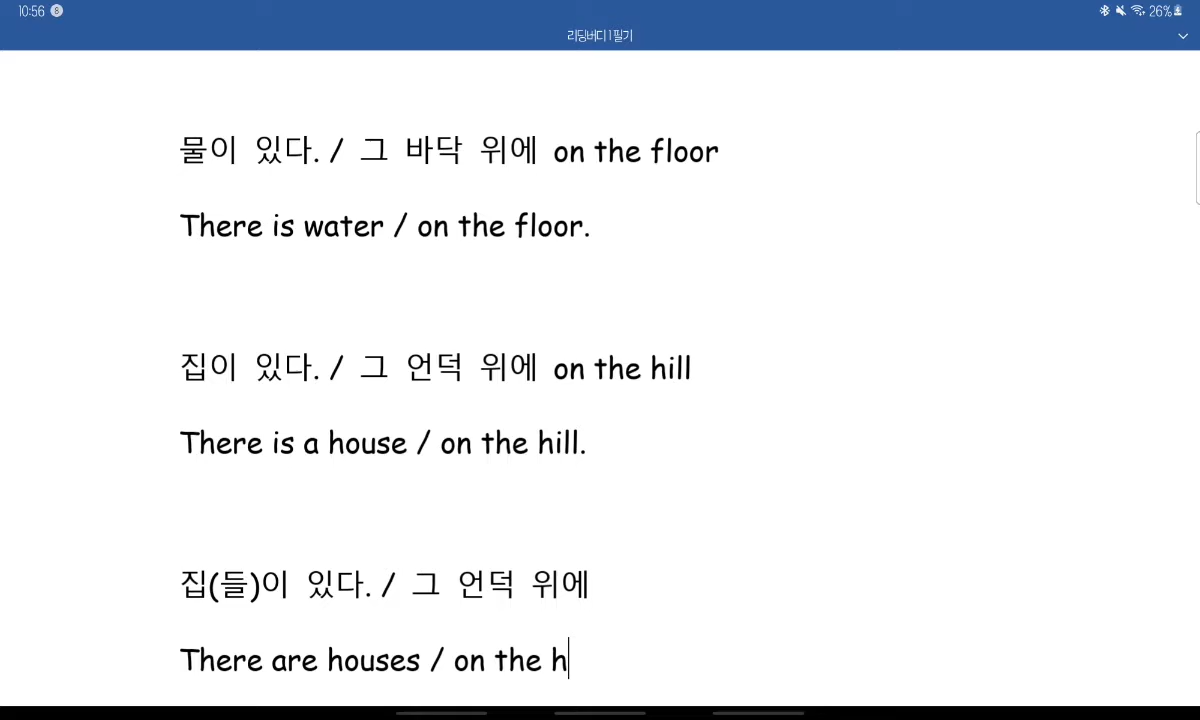 10:56 8 26%
리딩버디1필기
물이 있다. / 그 바닥 위에 on the floor
There is water / on the floor.
집이 있다. / 그 언덕 위에 on the hill
There is a house / on the hill.
집(들)이 있다. / 그 언덕 위에
There are houses / on the h